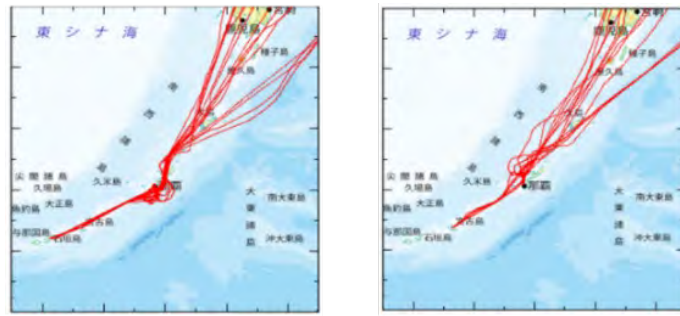 東シナ海
鹿児島
種子島
屋久島
久米島
尖閣諸島
久場島
大正島
魚釣島
宮古島
与那国島
石垣島
大東諸島
南大東島
沖大東島
東シナ海
鹿児島
種子島
屋久島
久米島
那覇
尖閣諸島
久場島
大正島
魚釣島
宮古島
与那国島
石垣島
大東諸島
南大東島
沖大東島